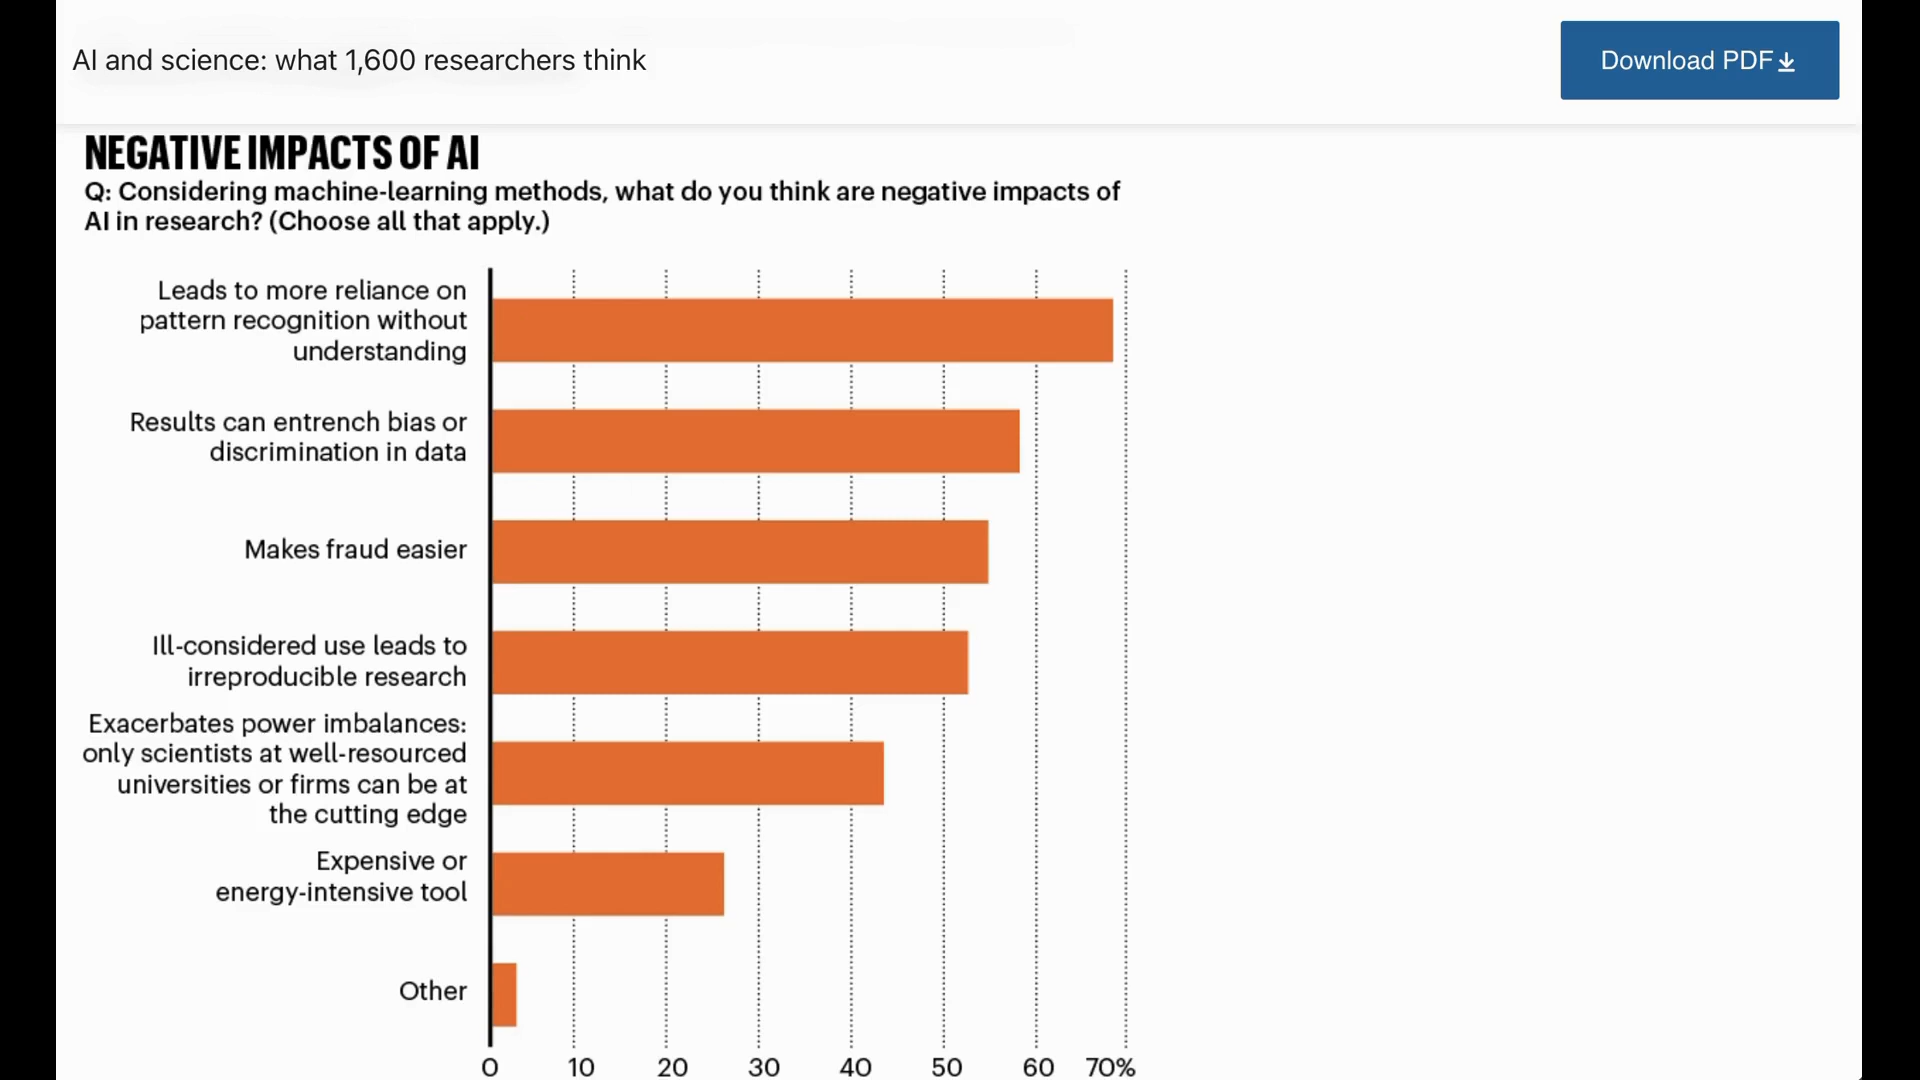 AI and science: what 1,600 researchers think
Download PDF
NEGATIVE IMPACTS OF AI
Q: Considering machine-learning methods, what do you think are negative impacts of
AI in research? (Choose all that apply.)
Leads to more reliance on
pattern recognition without
understanding
Results can entrench bias or
discrimination in data
Makes fraud easier
Ill-considered use leads to
irreproducible research
Exacerbates power imbalances:
only scientists at well-resourced
universities or firms can be at
the cutting edge
Expensive or
energy-intensive tool
Other
0 10 20 30 40 50 60 70%